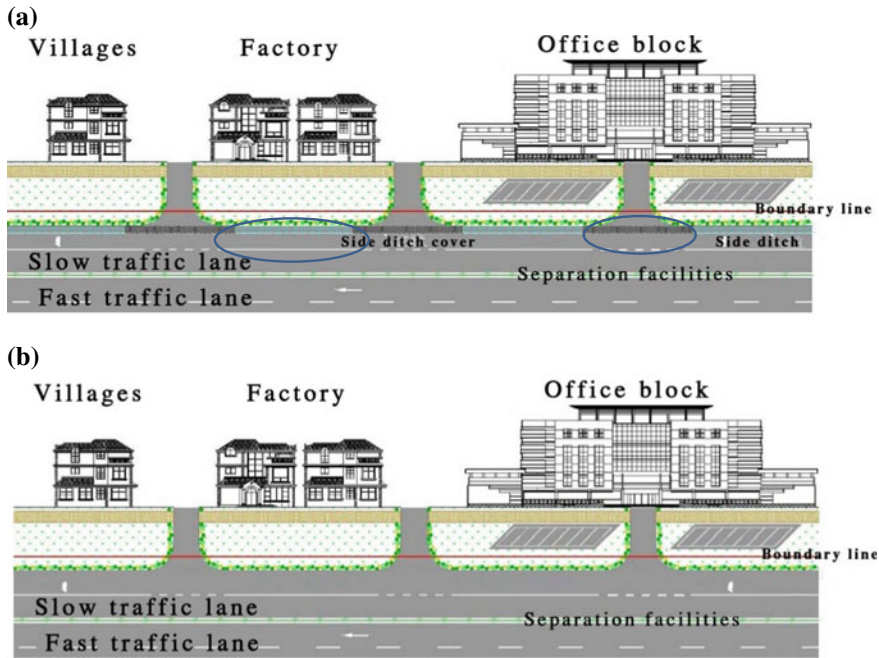 (a)
Villages Factory Office block
Boundary line
Side ditch cover Side ditch
Slow traffic lane
Separation facilities
Fast traffic lane
(b)
Villages Factory Office block
Boundary line
Slow traffic lane
Separation facilities
Fast traffic lane